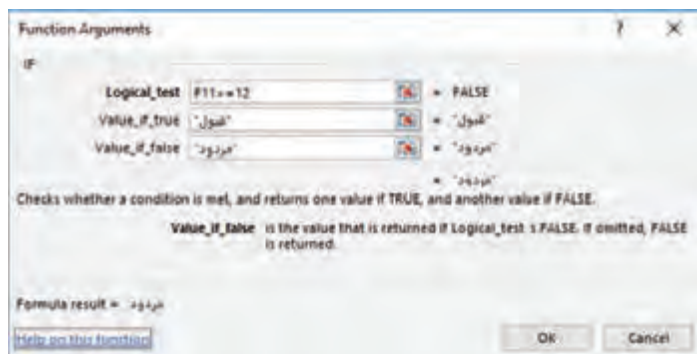 Function Arguments ? ×
IF
Logical_test F11>=12 = FALSE
Value_if_true "قبول" = "قبول"
Value_if_false "مردود" = "مردود"
= "مردود"
Checks whether a condition is met, and returns one value if TRUE, and another value if FALSE.
Value_if_false is the value that is returned if Logical_test is FALSE. If omitted, FALSE
is returned.
Formula result = مردود
Help on this function OK Cancel